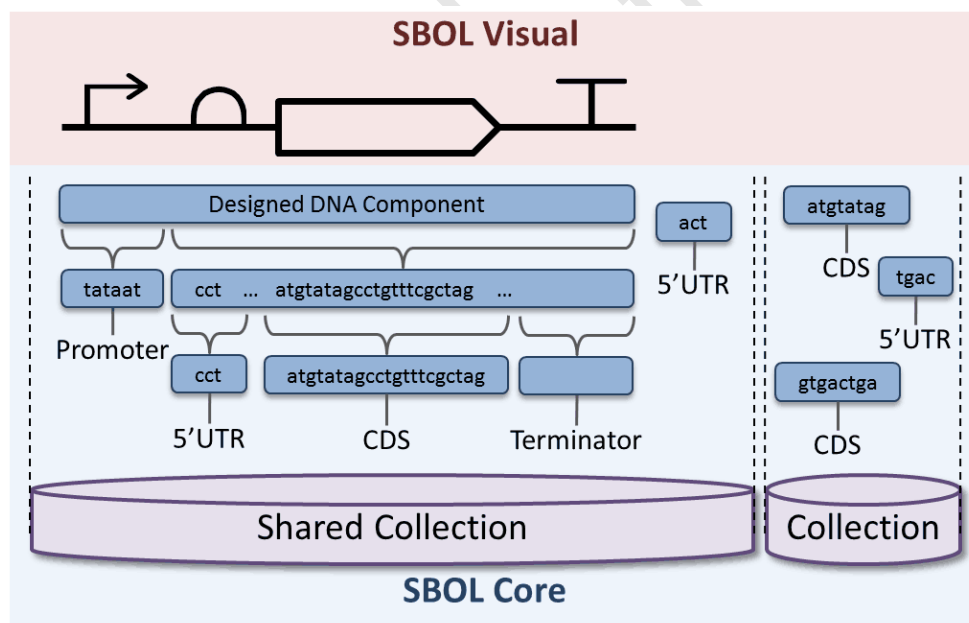 SBOL Visual
Designed DNA Component
act
5'UTR
atgtatag
CDS
tgac
5'UTR
tataat
cct ... atgtatagcctgtttcgctag ...
Promoter
cct
atgtatagcctgtttcgctag
5'UTR
CDS
Terminator
gtgactga
CDS
Shared Collection
Collection
SBOL Core